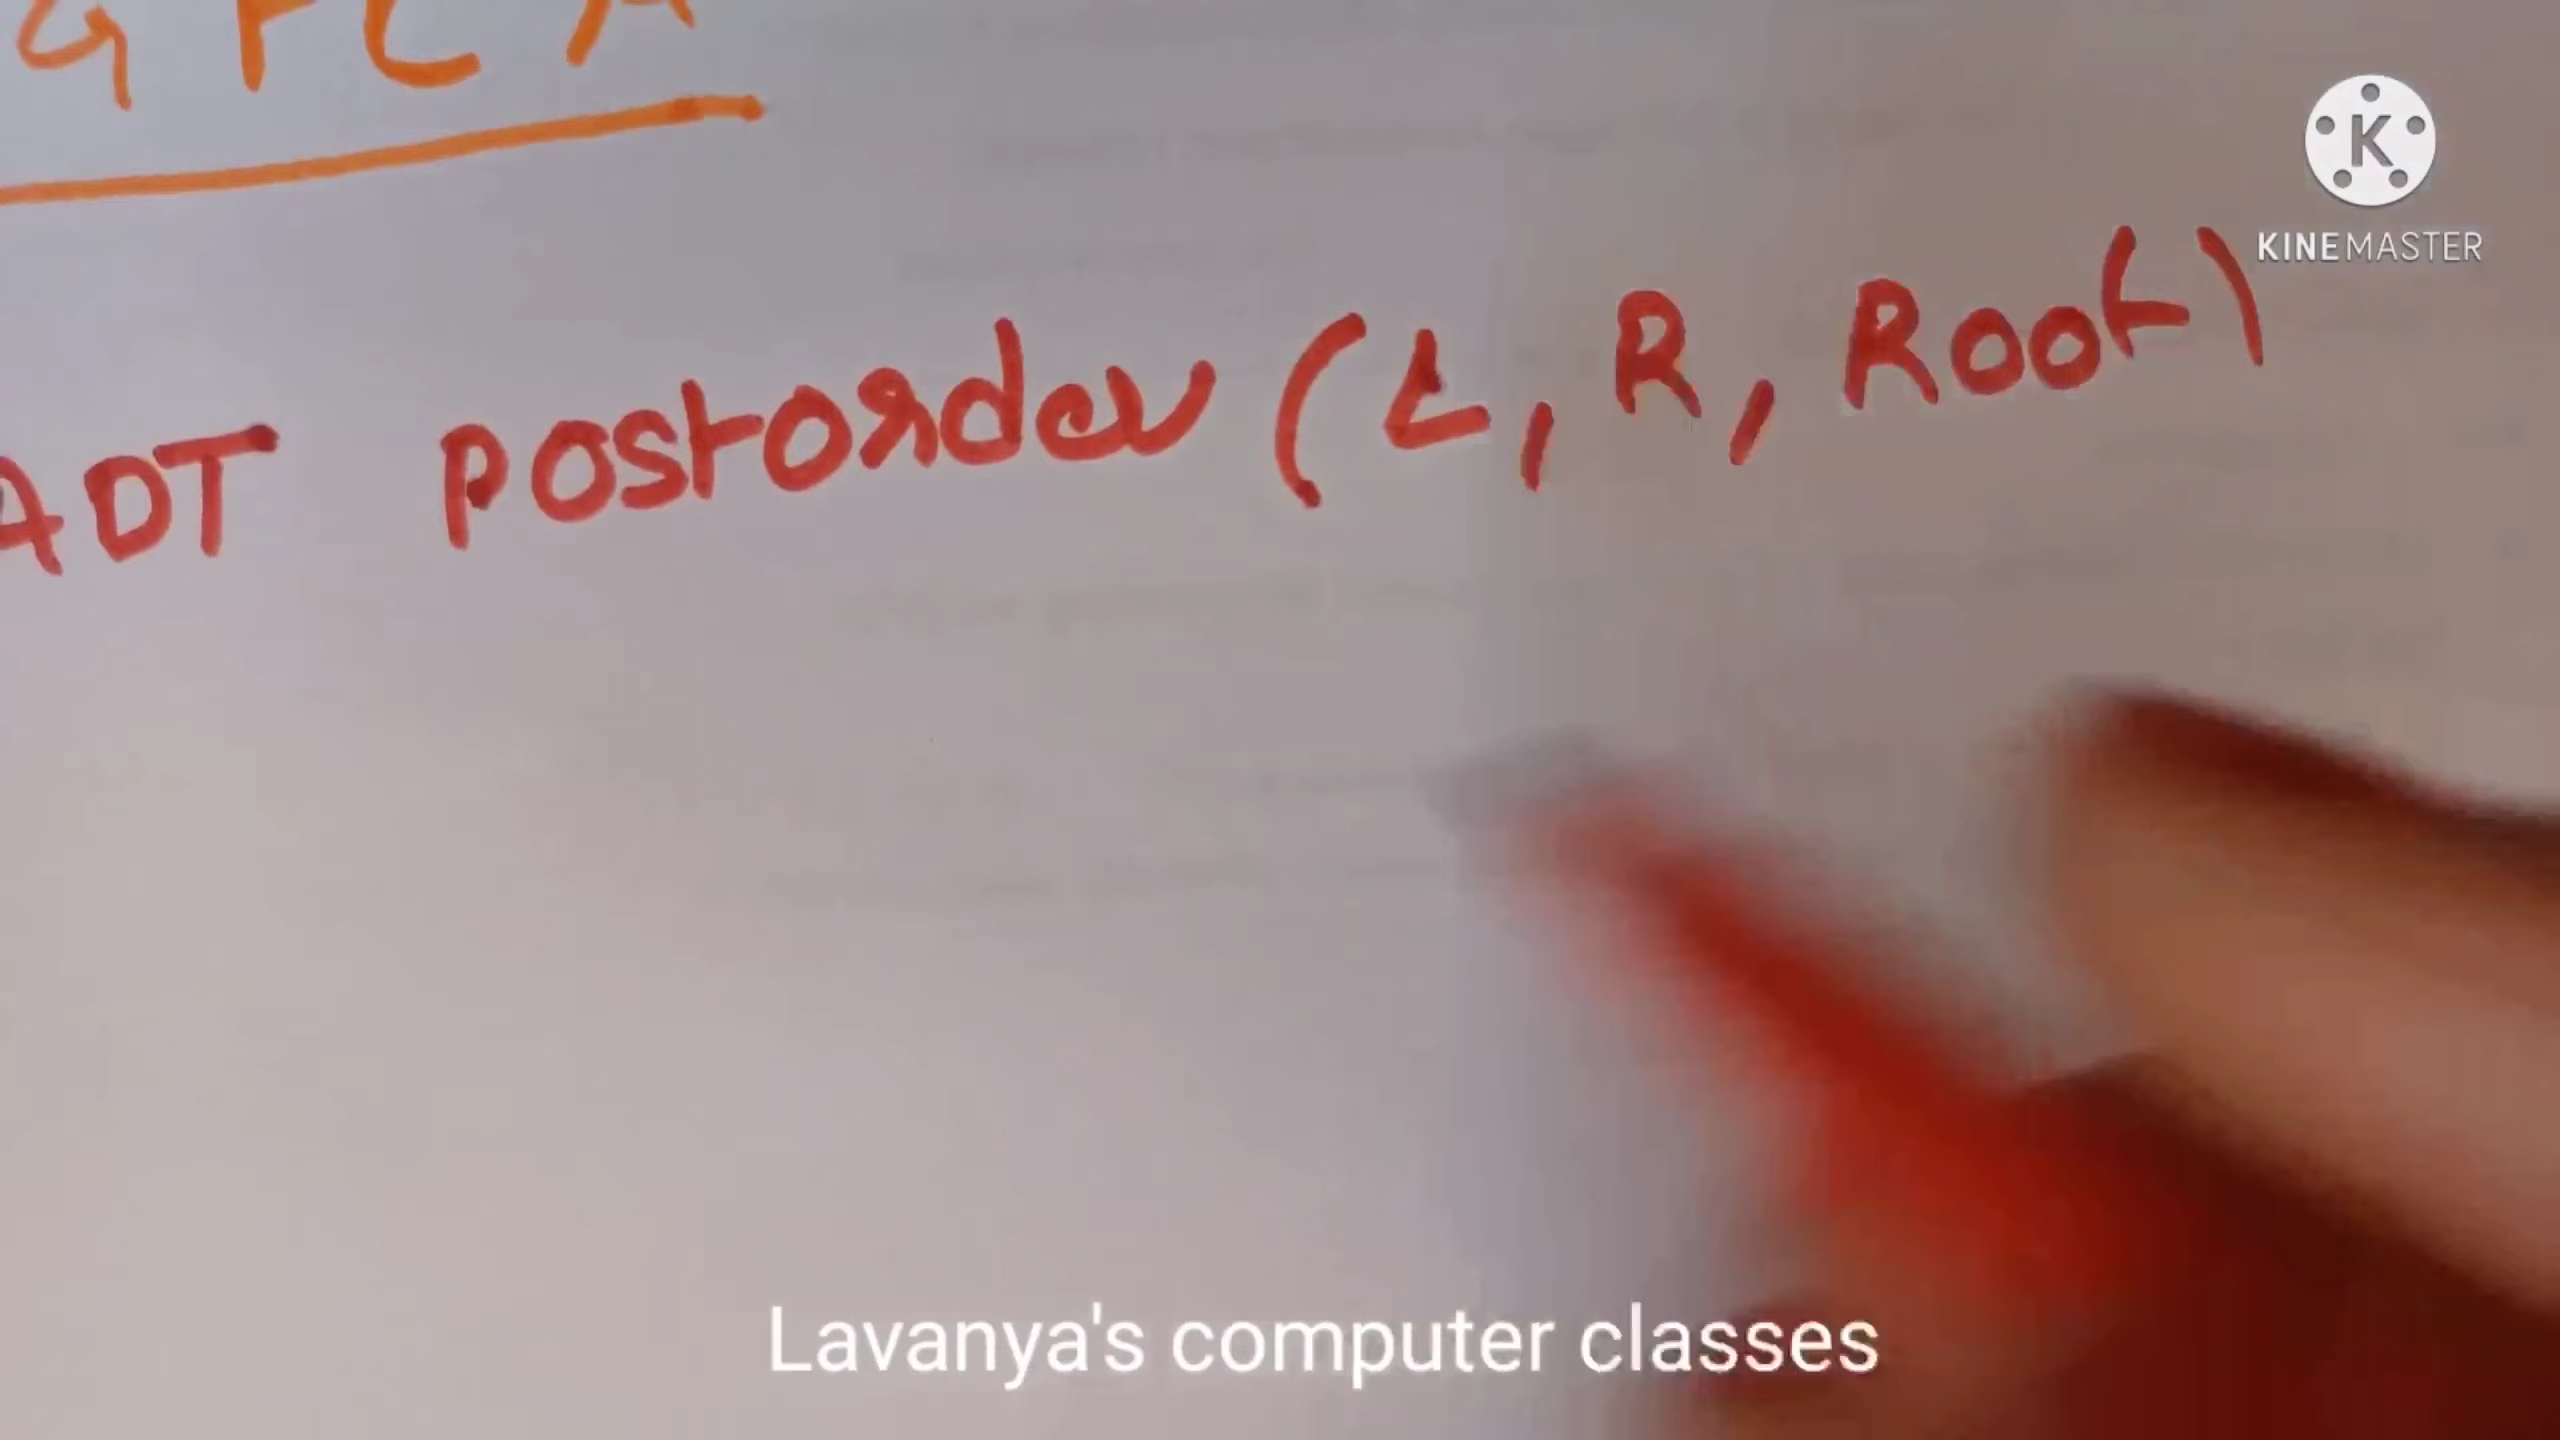 G F C A
KINEMASTER
ADT Postorder (L, R, Root)
Lavanya's computer classes